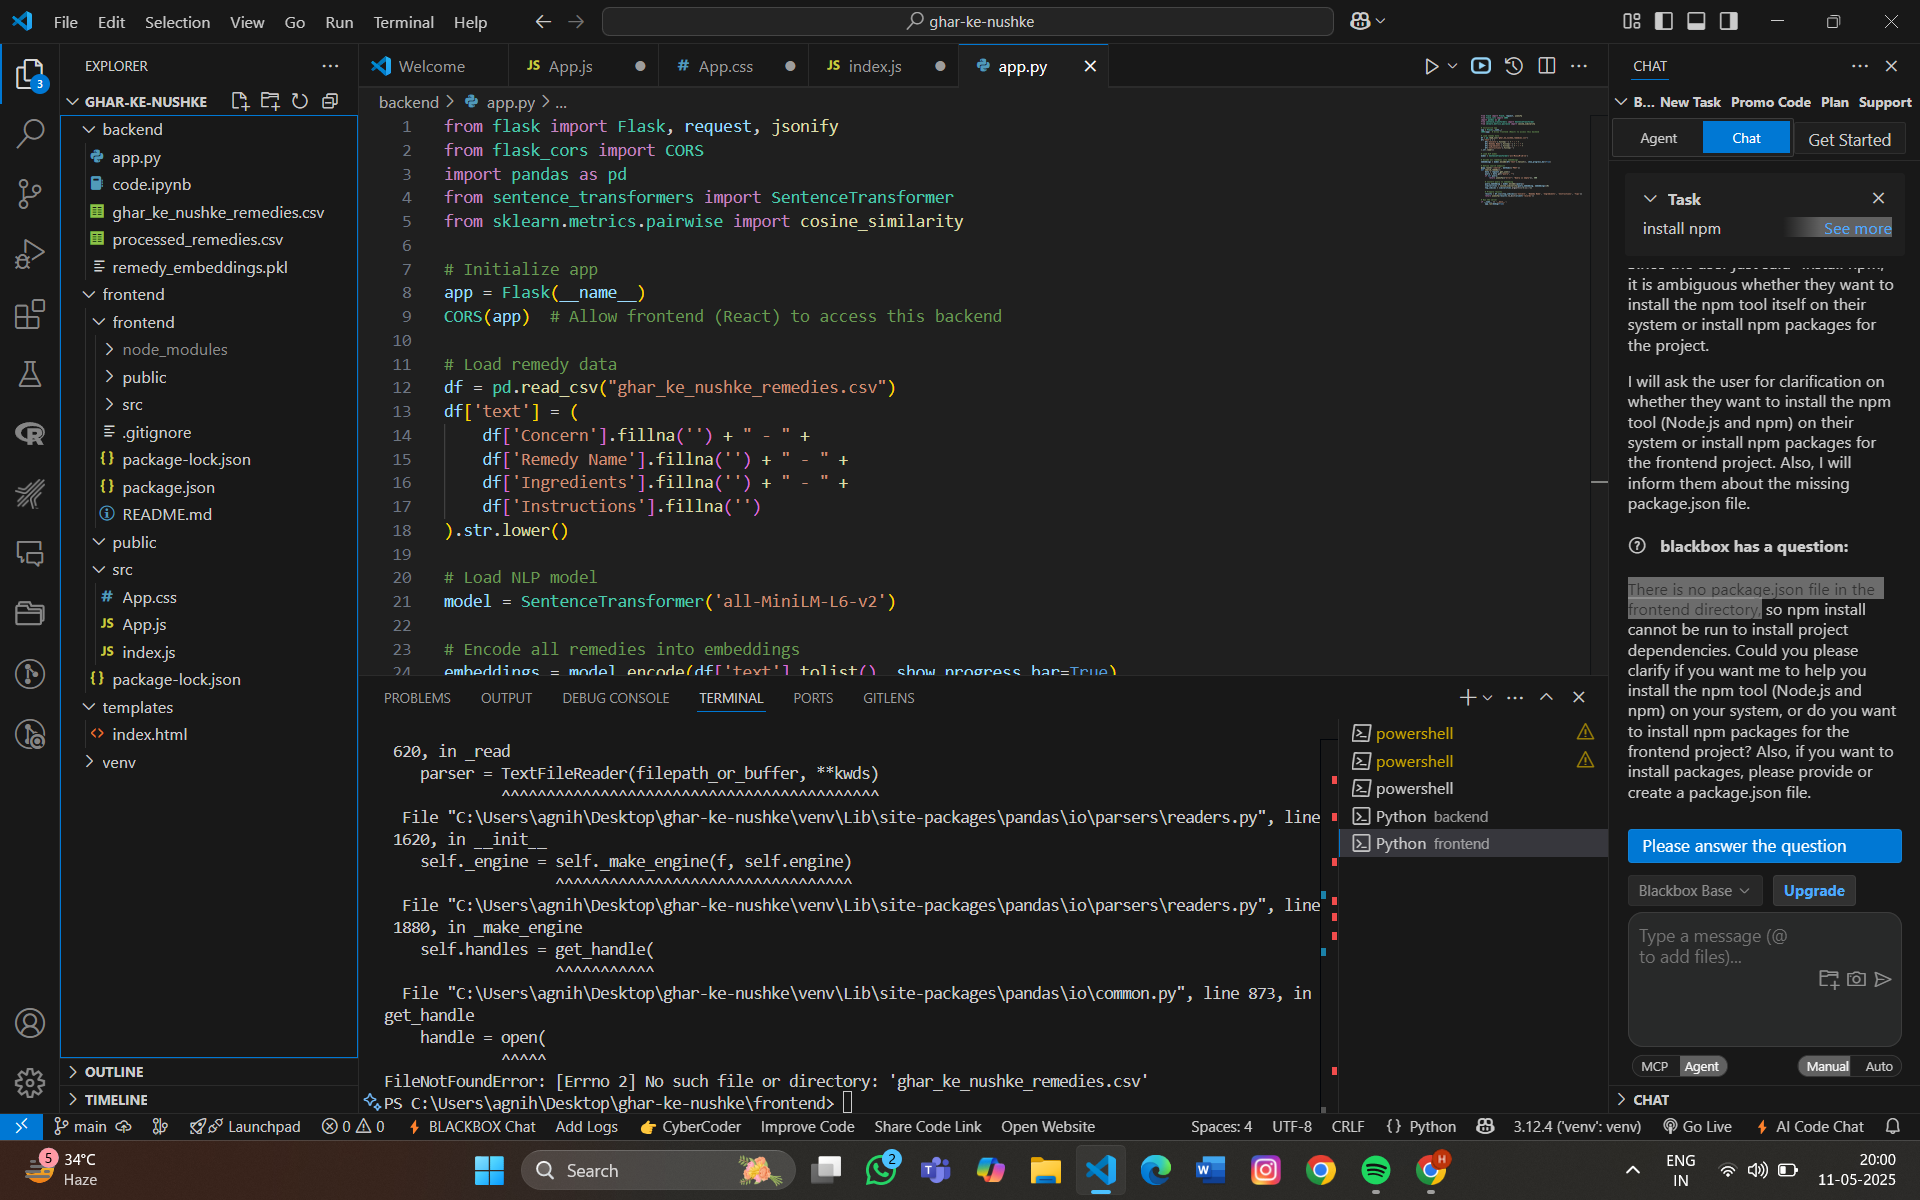 File Edit Selection View Go Run Terminal Help
ghar-ke-nushke
EXPLORER
GHAR-KE-NUSHKE
backend
app.py
code.ipynb
ghar_ke_nushke_remedies.csv
processed_remedies.csv
remedy_embeddings.pkl
frontend
frontend
node_modules
public
src
.gitignore
package-lock.json
package.json
README.md
public
src
App.css
App.js
index.js
package-lock.json
templates
index.html
venv
OUTLINE
TIMELINE
3
Welcome
JS App.js
# App.css
JS index.js
app.py
backend > app.py > ...
1 from flask import Flask, request, jsonify
2 from flask_cors import CORS
3 import pandas as pd
4 from sentence_transformers import SentenceTransformer
5 from sklearn.metrics.pairwise import cosine_similarity
6
7 # Initialize app
8 app = Flask(__name__)
9 CORS(app)  # Allow frontend (React) to access this backend
10
11 # Load remedy data
12 df = pd.read_csv("ghar_ke_nushke_remedies.csv")
13 df['text'] = (
14     df['Concern'].fillna('') + " - " +
15     df['Remedy Name'].fillna('') + " - " +
16     df['Ingredients'].fillna('') + " - " +
17     df['Instructions'].fillna('')
18 ).str.lower()
19
20 # Load NLP model
21 model = SentenceTransformer('all-MiniLM-L6-v2')
22
23 # Encode all remedies into embeddings
24 embeddings = model.encode(df['text'].tolist(), show_progress_bar=True)
PROBLEMS OUTPUT DEBUG CONSOLE TERMINAL PORTS GITLENS
620, in _read
parser = TextFileReader(filepath_or_buffer, **kwds)
^^^^^^^^^^^^^^^^^^^^^^^^^^^^^^^^^^^^^^^^^^
File "C:\Users\agnih\Desktop\ghar-ke-nushke\venv\Lib\site-packages\pandas\io\parsers\readers.py", line
1620, in __init__
self._engine = self._make_engine(f, self.engine)
^^^^^^^^^^^^^^^^^^^^^^^^^^^^^^^^^
File "C:\Users\agnih\Desktop\ghar-ke-nushke\venv\Lib\site-packages\pandas\io\parsers\readers.py", line
1880, in _make_engine
self.handles = get_handle(
^^^^^^^^^^^
File "C:\Users\agnih\Desktop\ghar-ke-nushke\venv\Lib\site-packages\pandas\io\common.py", line 873, in
get_handle
handle = open(
^^^^^
FileNotFoundError: [Errno 2] No such file or directory: 'ghar_ke_nushke_remedies.csv'
PS C:\Users\agnih\Desktop\ghar-ke-nushke\frontend>
powershell
powershell
powershell
Python backend
Python frontend
CHAT
B... New Task Promo Code Plan Support
Agent Chat Get Started
Task
install npm See more
Since the user just said "install npm,"
it is ambiguous whether they want to
install the npm tool itself on their
system or install npm packages for
the project.
I will ask the user for clarification on
whether they want to install the npm
tool (Node.js and npm) on their
system or install npm packages for
the frontend project. Also, I will
inform them about the missing
package.json file.
blackbox has a question:
There is no package.json file in the
frontend directory, so npm install
cannot be run to install project
dependencies. Could you please
clarify if you want me to help you
install the npm tool (Node.js and
npm) on your system, or do you want
to install npm packages for the
frontend project? Also, if you want to
install packages, please provide or
create a package.json file.
Please answer the question
Blackbox Base Upgrade
Type a message (@
to add files)...
MCP Agent Manual Auto
CHAT
main Launchpad 0 0 BLACKBOX Chat Add Logs CyberCoder Improve Code Share Code Link Open Website Spaces: 4 UTF-8 CRLF {} Python 3.12.4 ('venv': venv) Go Live AI Code Chat
5
34°C
Haze
Search
2
H
ENG
IN
20:00
11-05-2025